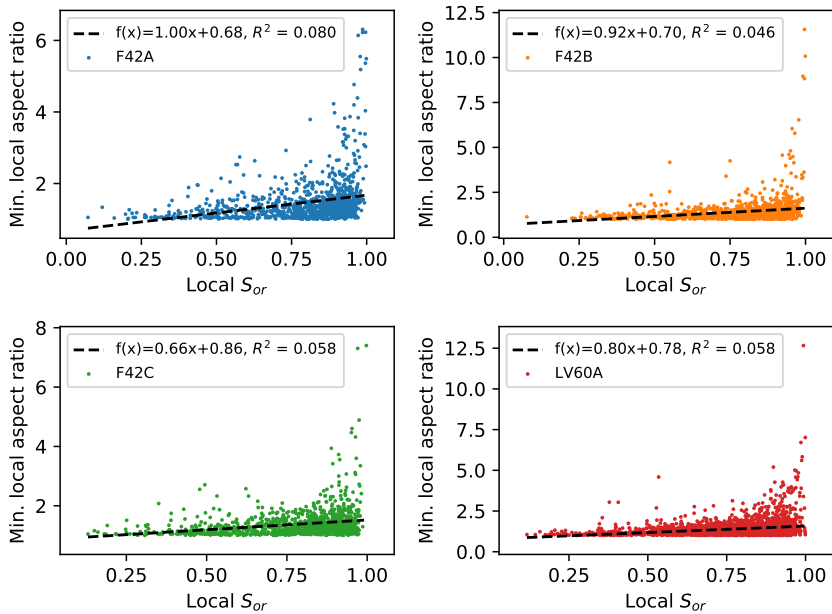 f(x)=1.00x+0.68, R² = 0.080
F42A
Min. local aspect ratio
6
4
2
0.00 0.25 0.50 0.75 1.00
Local Sₒᵣ
f(x)=0.92x+0.70, R² = 0.046
F42B
Min. local aspect ratio
12.5
10.0
7.5
5.0
2.5
0.0
0.00 0.25 0.50 0.75 1.00
Local Sₒᵣ
f(x)=0.66x+0.86, R² = 0.058
F42C
Min. local aspect ratio
8
6
4
2
0.25 0.50 0.75 1.00
Local Sₒᵣ
f(x)=0.80x+0.78, R² = 0.058
LV60A
Min. local aspect ratio
12.5
10.0
7.5
5.0
2.5
0.0
0.25 0.50 0.75 1.00
Local Sₒᵣ